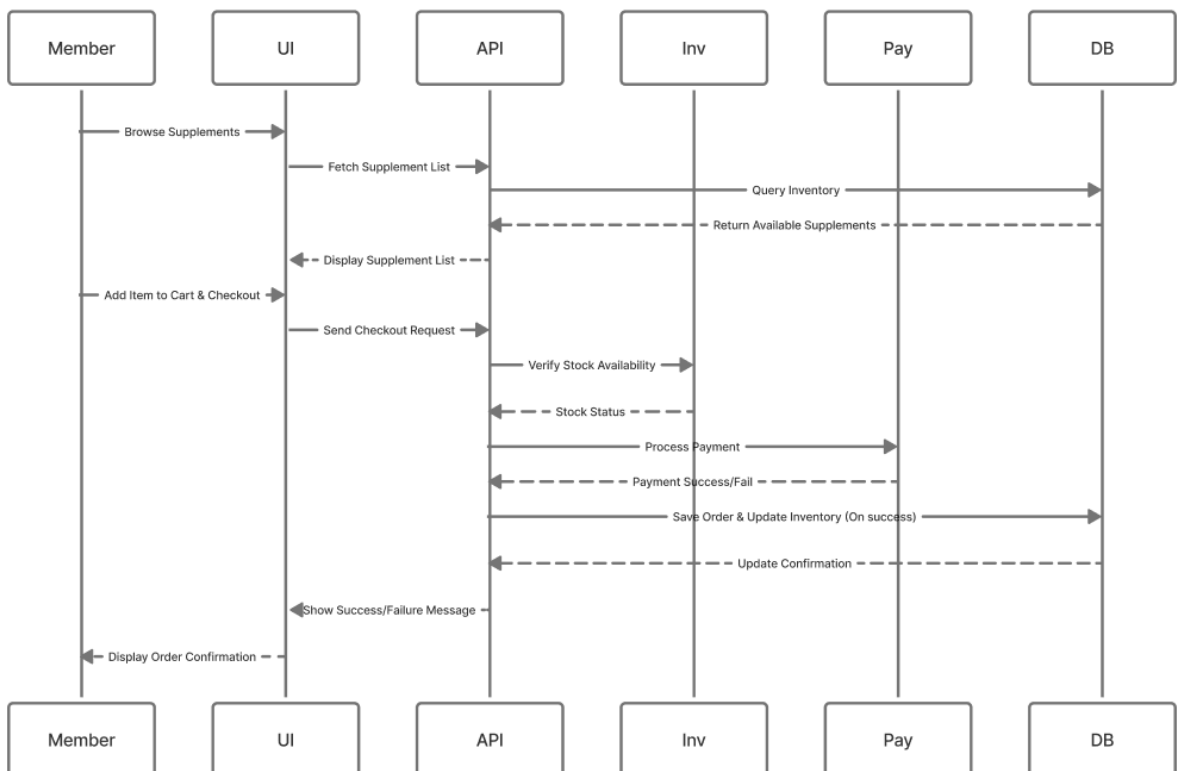 Member
UI
API
Inv
Pay
DB
Browse Supplements
Fetch Supplement List
Query Inventory
Return Available Supplements
Display Supplement List
Add Item to Cart & Checkout
Send Checkout Request
Verify Stock Availability
Stock Status
Process Payment
Payment Success/Fail
Save Order & Update Inventory (On success)
Update Confirmation
Show Success/Failure Message
Display Order Confirmation
Member
UI
API
Inv
Pay
DB